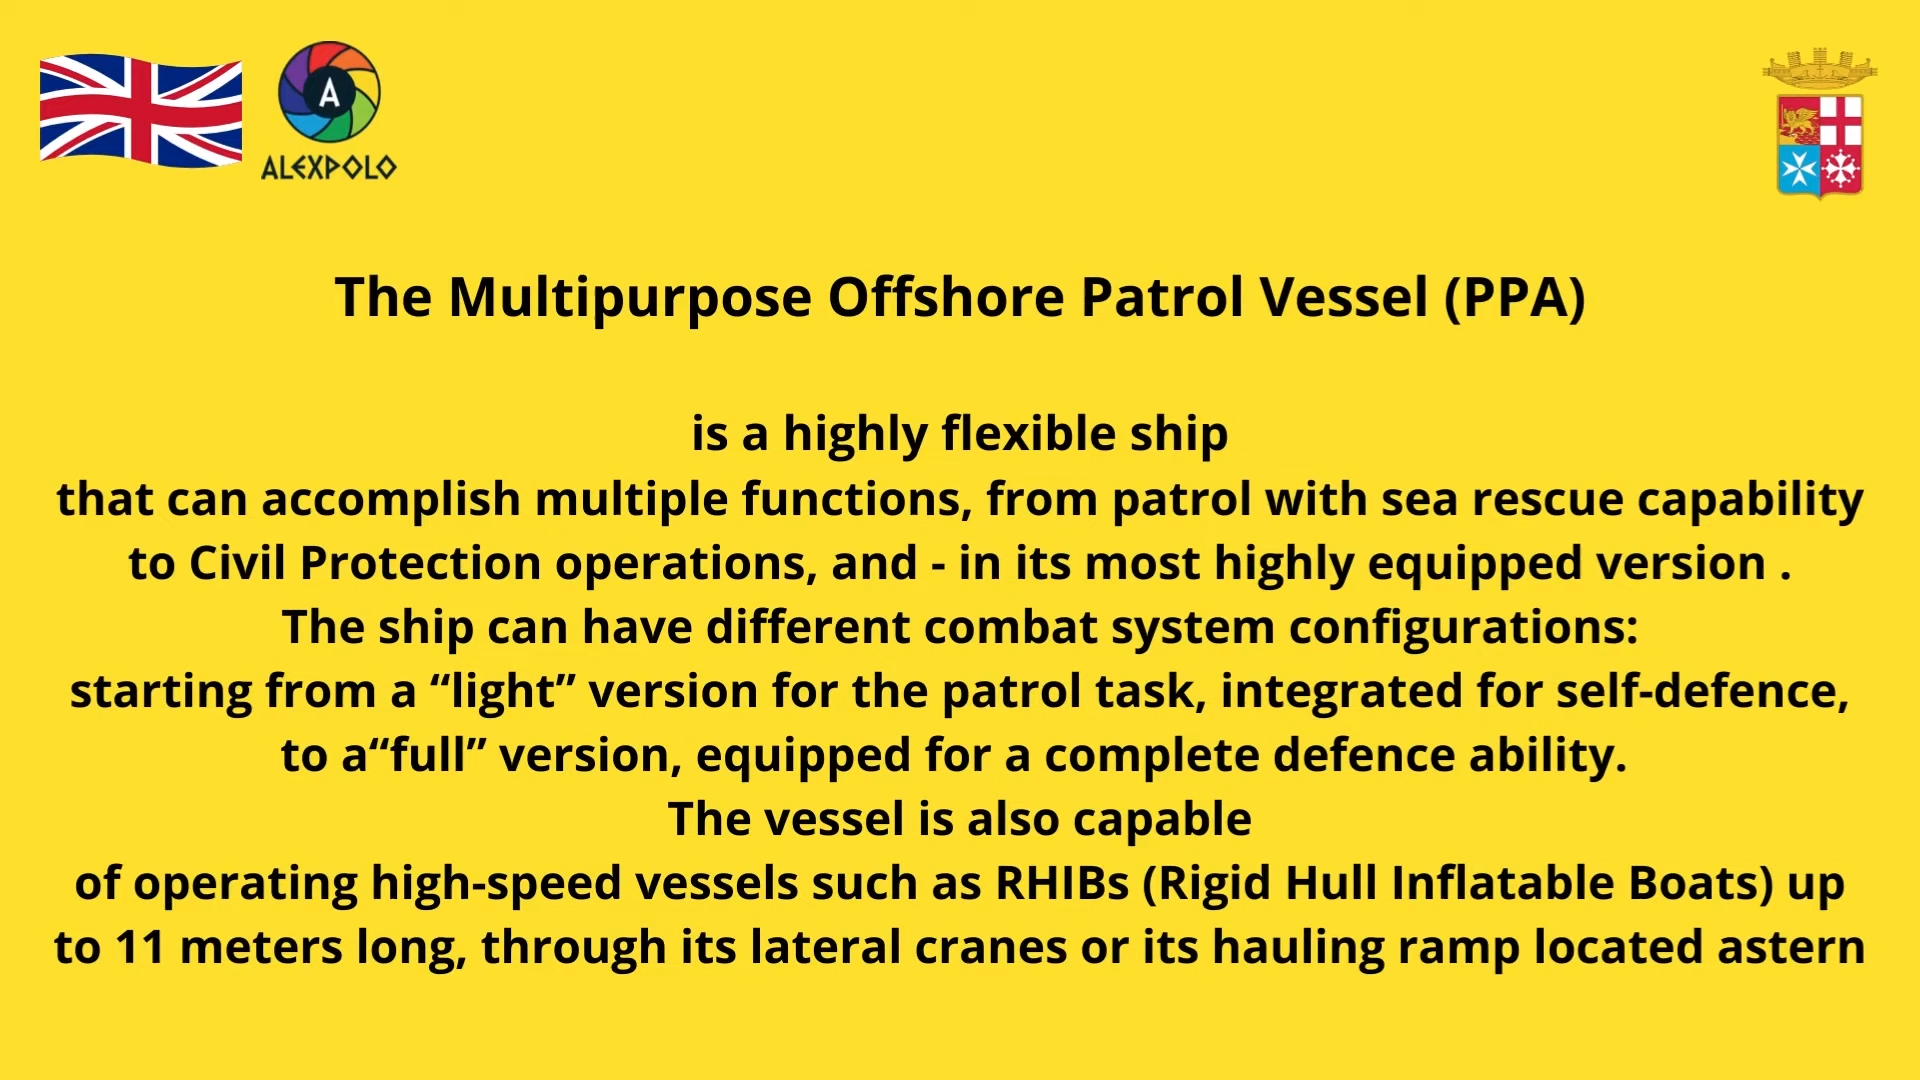 A
ALEXPOLO
The Multipurpose Offshore Patrol Vessel (PPA)
is a highly flexible ship
that can accomplish multiple functions, from patrol with sea rescue capability
to Civil Protection operations, and - in its most highly equipped version .
The ship can have different combat system configurations:
starting from a “light” version for the patrol task, integrated for self-defence,
to a“full” version, equipped for a complete defence ability.
The vessel is also capable
of operating high-speed vessels such as RHIBs (Rigid Hull Inflatable Boats) up
to 11 meters long, through its lateral cranes or its hauling ramp located astern